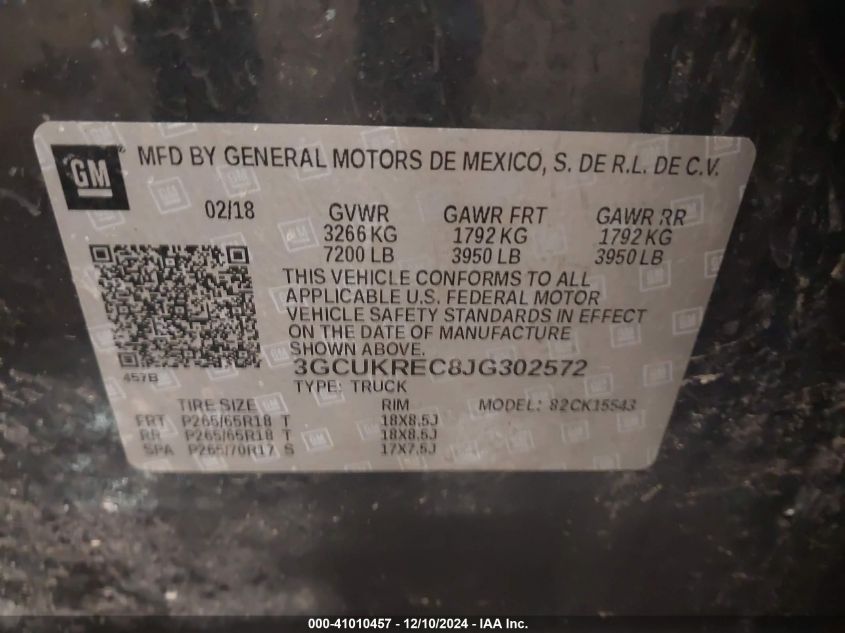 GM
MFD BY GENERAL MOTORS DE MEXICO, S. DE R.L. DE C.V.
02/18 GVWR GAWR FRT GAWR RR
3266 KG 1792 KG 1792 KG
7200 LB 3950 LB 3950 LB
THIS VEHICLE CONFORMS TO ALL
APPLICABLE U.S. FEDERAL MOTOR
VEHICLE SAFETY STANDARDS IN EFFECT
ON THE DATE OF MANUFACTURE
SHOWN ABOVE.
457B 3GCUKREC8JG302572
TYPE: TRUCK
TIRE SIZE RIM MODEL: 82CK15543
FRT P265/65R18 T 18X8.5J
RR P265/65R18 T 18X8.5J
SPA P265/70R17 S 17X7.5J
000-41010457 - 12/10/2024 - IAA Inc.